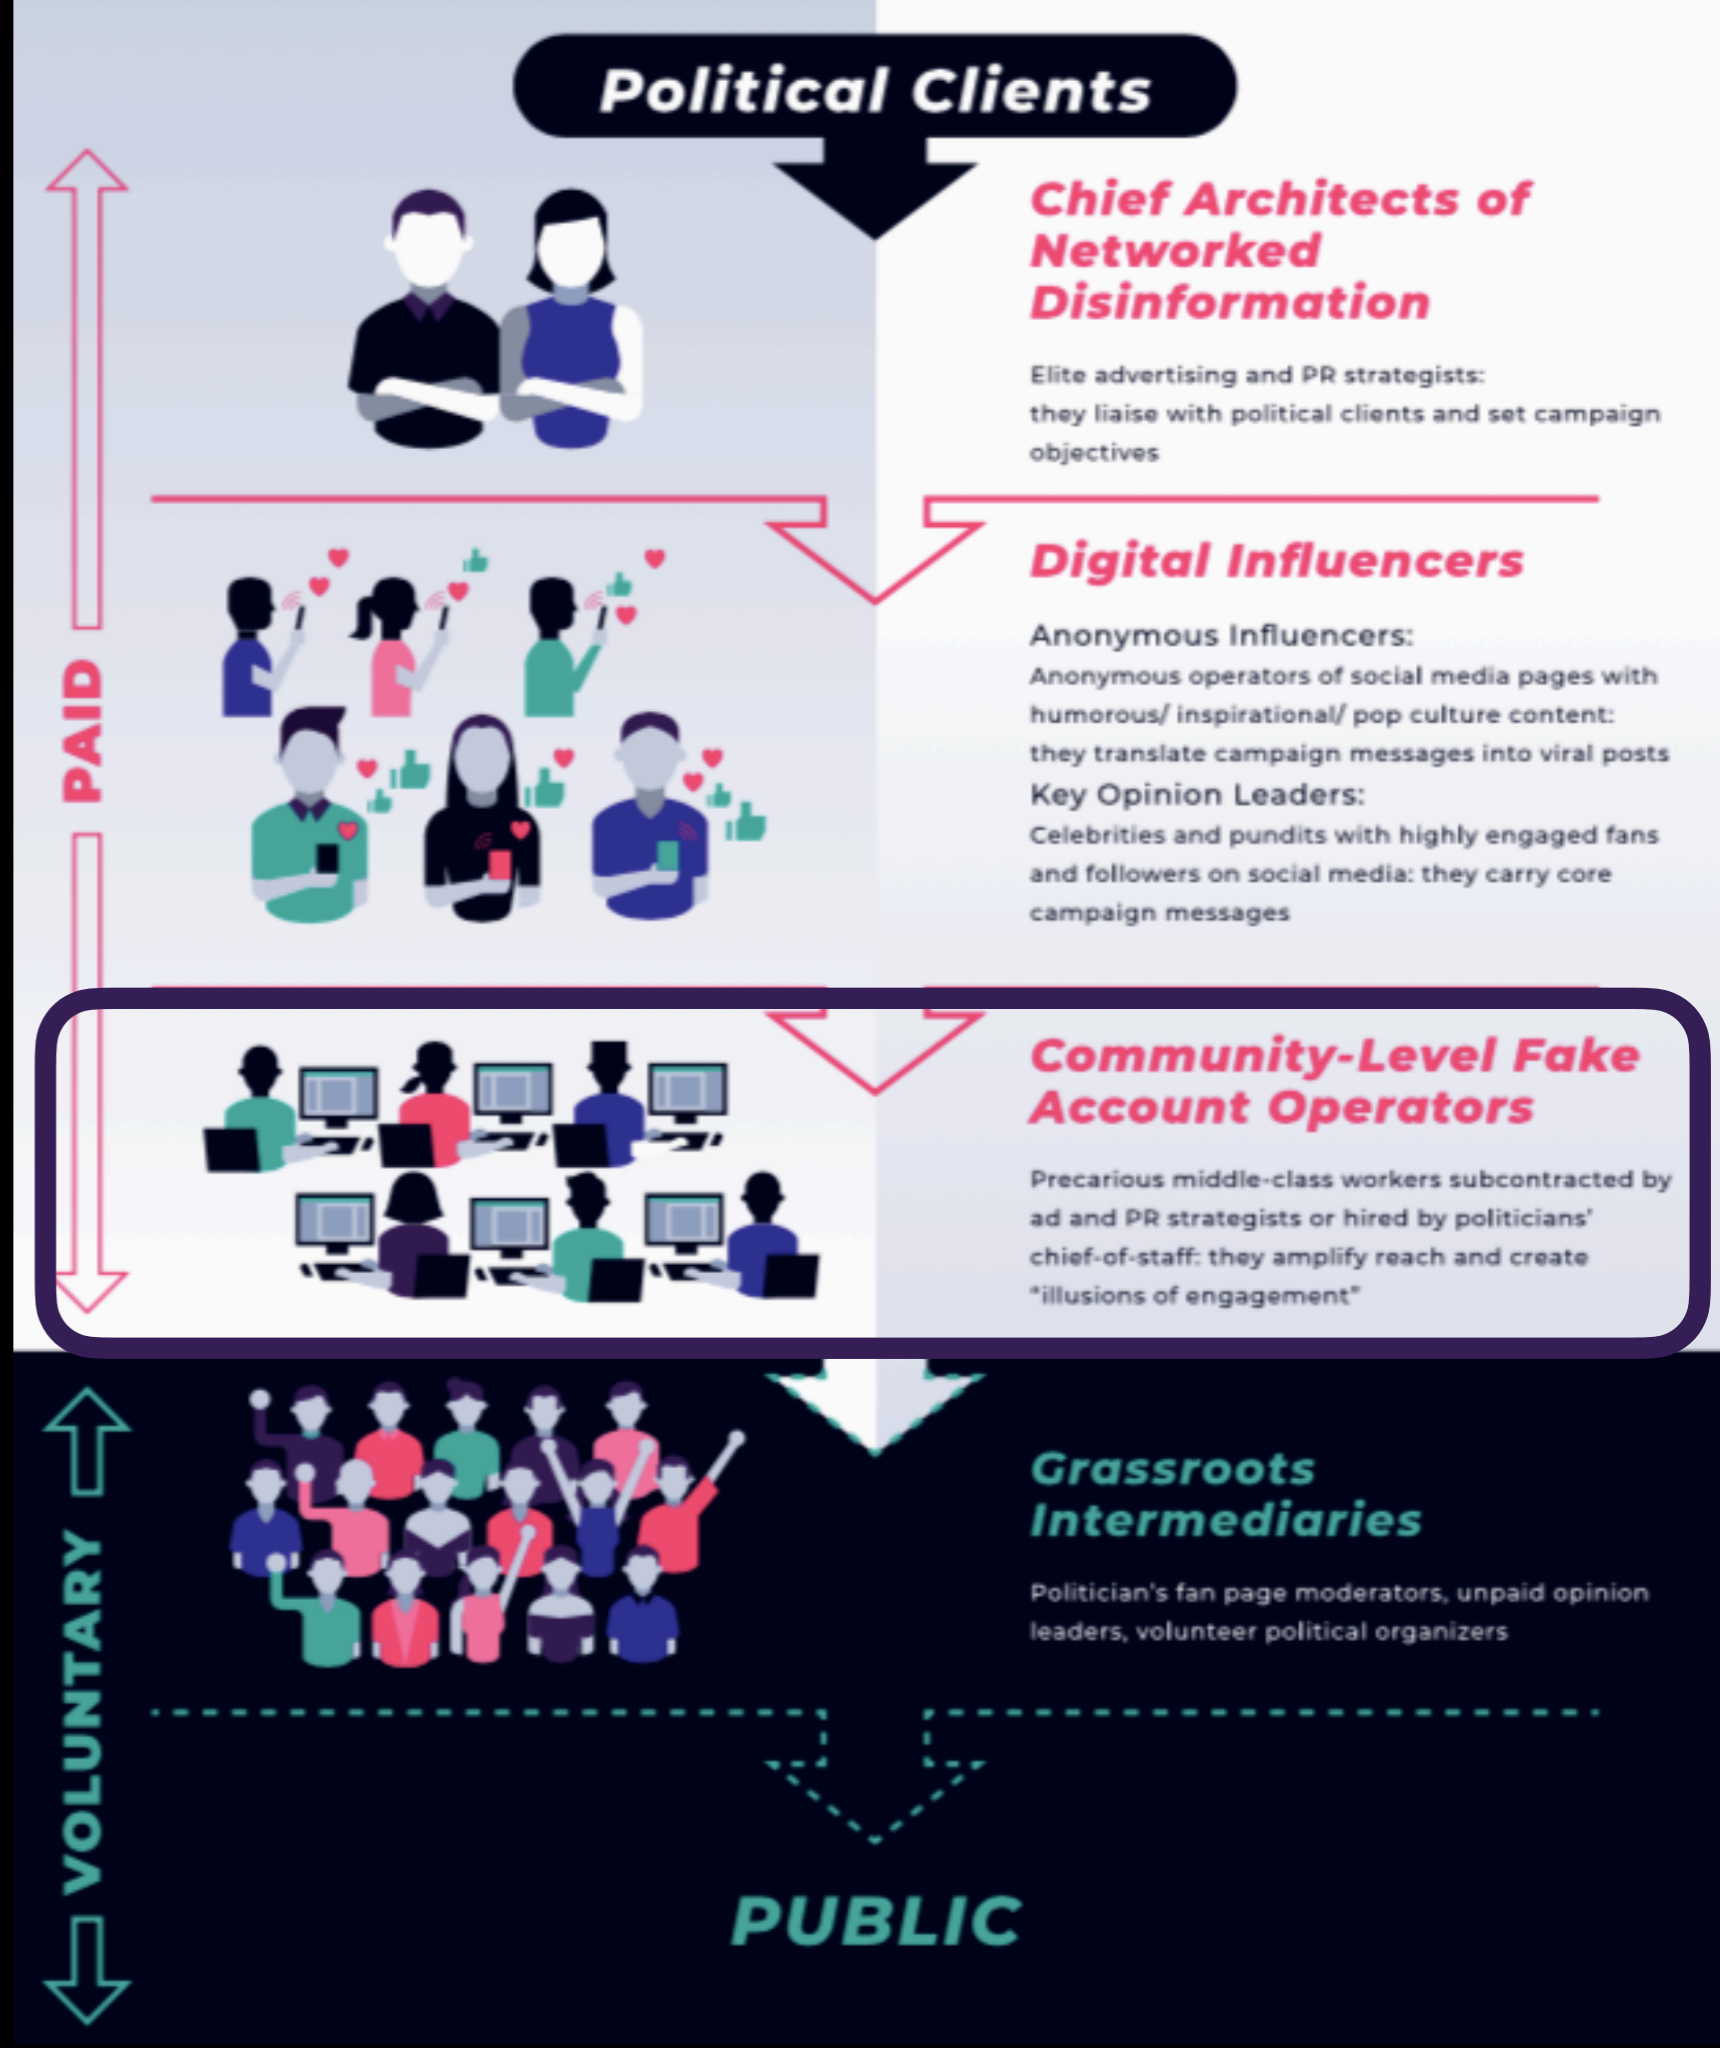 Political Clients
Chief Architects of
Networked
Disinformation
Elite advertising and PR strategists:
they liaise with political clients and set campaign
objectives
PAID
Digital Influencers
Anonymous Influencers:
Anonymous operators of social media pages with
humorous/ inspirational/ pop culture content:
they translate campaign messages into viral posts
Key Opinion Leaders:
Celebrities and pundits with highly engaged fans
and followers on social media: they carry core
campaign messages
Community-Level Fake
Account Operators
Precarious middle-class workers subcontracted by
ad and PR strategists or hired by politicians’
chief-of-staff: they amplify reach and create
“illusions of engagement”
VOLUNTARY
Grassroots
Intermediaries
Politician’s fan page moderators, unpaid opinion
leaders, volunteer political organizers
PUBLIC